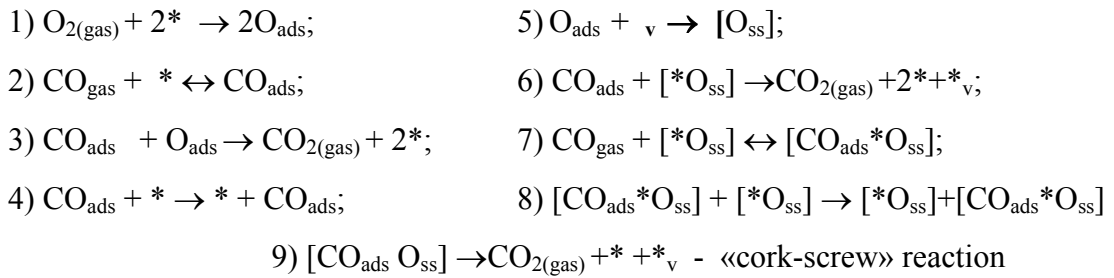 1) O₂(gas) + 2* → 2Oads;
5) Oads + v → [Oss];
2) COgas + * ↔ COads;
6) COads + [*Oss] →CO₂(gas) +2*+*v;
3) COads + Oads → CO₂(gas) + 2*;
7) COgas + [*Oss] ↔ [COads*Oss];
4) COads + * → * + COads;
8) [COads*Oss] + [*Oss] → [*Oss]+[COads*Oss]
9) [COads Oss] →CO₂(gas) +* +*v - «cork-screw» reaction